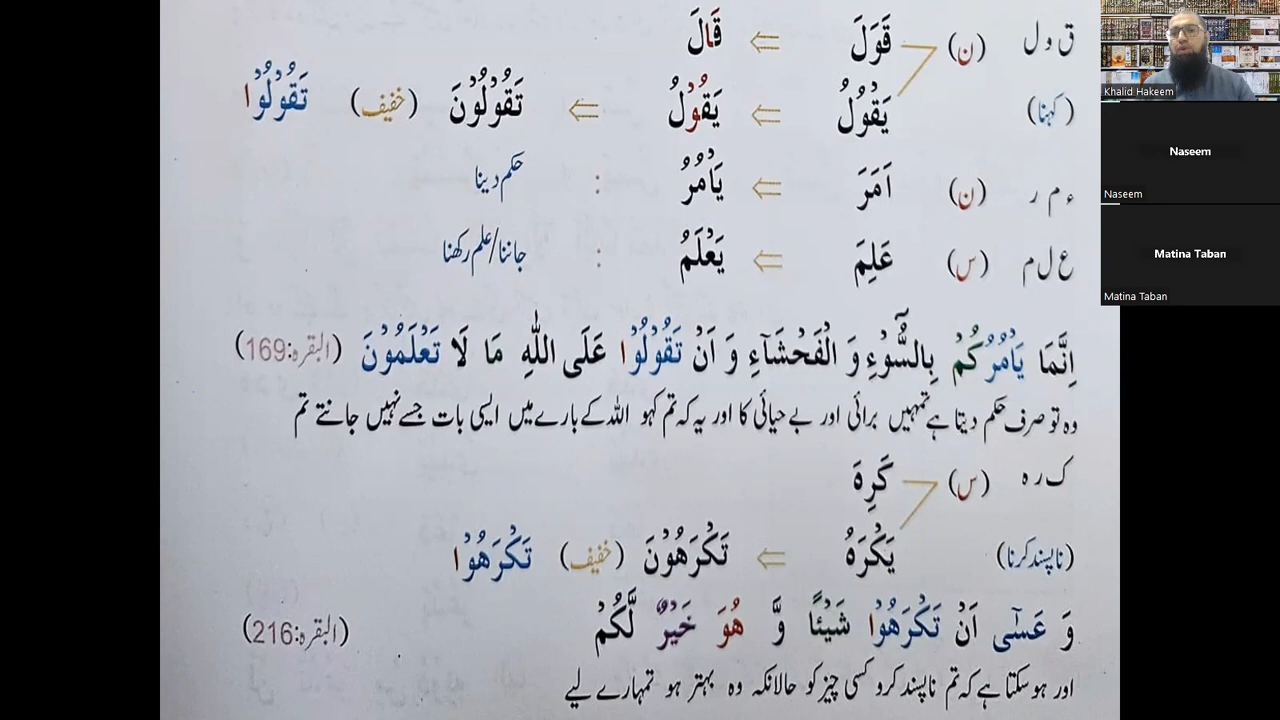 ق و ل (ن) قَوَلَ ⇐ قَالَ
(کہنا) يَقْوُلُ ⇐ يَقُوْلُ ⇐ تَقُوْلُوْنَ (خفیف) تَقُوْلُوْا
ء م ر (ن) اَمَرَ ⇐ يَاْمُرُ : حکم دینا
ع ل م (س) عَلِمَ ⇐ يَعْلَمُ : جاننا/علم رکھنا
اِنَّمَا يَاْمُرُكُمْ بِالسُّوْٓءِ وَ الْفَحْشَآءِ وَ اَنْ تَقُوْلُوْا عَلَى اللّٰهِ مَا لَا تَعْلَمُوْنَ (البقرہ:169)
وہ تو صرف حکم دیتا ہے تمہیں برائی اور بے حیائی کا اور یہ کہ تم کہو اللہ کے بارے میں ایسی بات جسے نہیں جانتے تم
ک ر ہ (س) كَرِهَ
(ناپسند کرنا) يَكْرَهُ ⇐ تَكْرَهُوْنَ (خفیف) تَكْرَهُوْا
وَ عَسٰٓى اَنْ تَكْرَهُوْا شَيْـًٔا وَّ هُوَ خَيْرٌ لَّكُمْ (البقرہ:216)
اور ہو سکتا ہے کہ تم ناپسند کرو کسی چیز کو حالانکہ وہ بہتر ہو تمہارے لیے
Khalid Hakeem
Naseem
Naseem
Matina Taban
Matina Taban